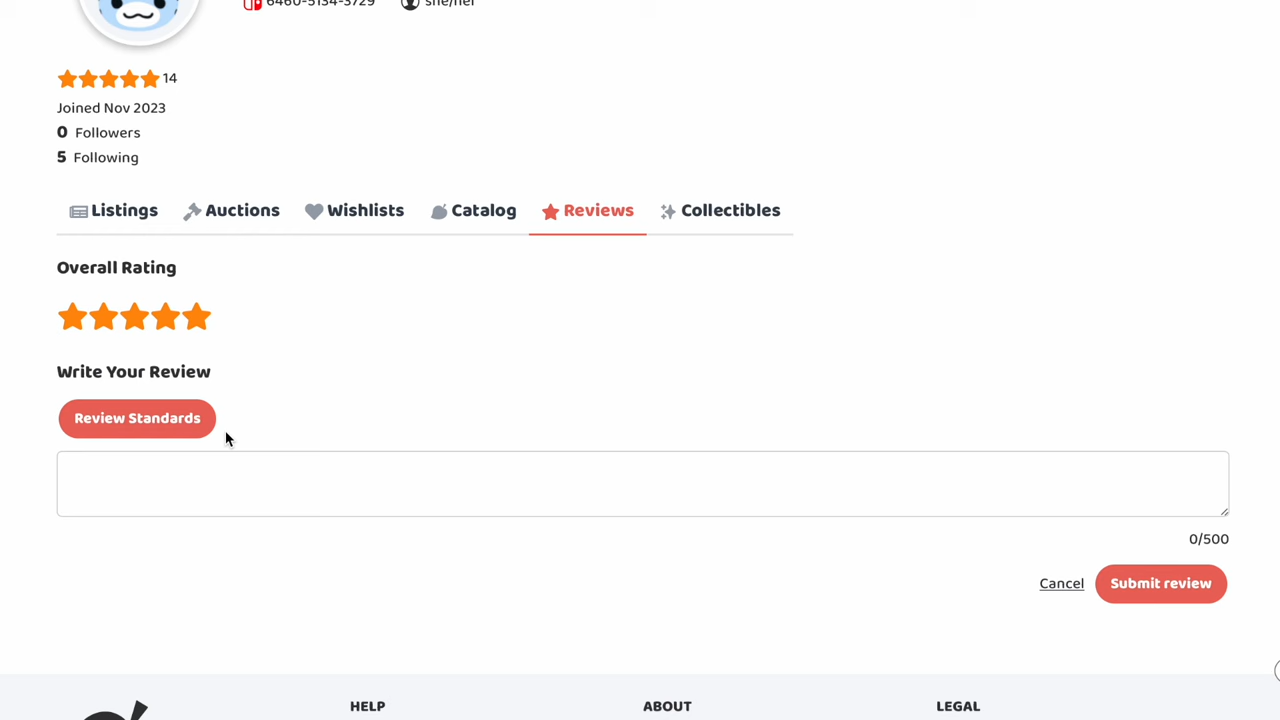 14
Joined Nov 2023
0 Followers
5 Following
Listings Auctions Wishlists Catalog Reviews Collectibles
Overall Rating
Write Your Review
Review Standards
0/500
Cancel Submit review
HELP ABOUT LEGAL